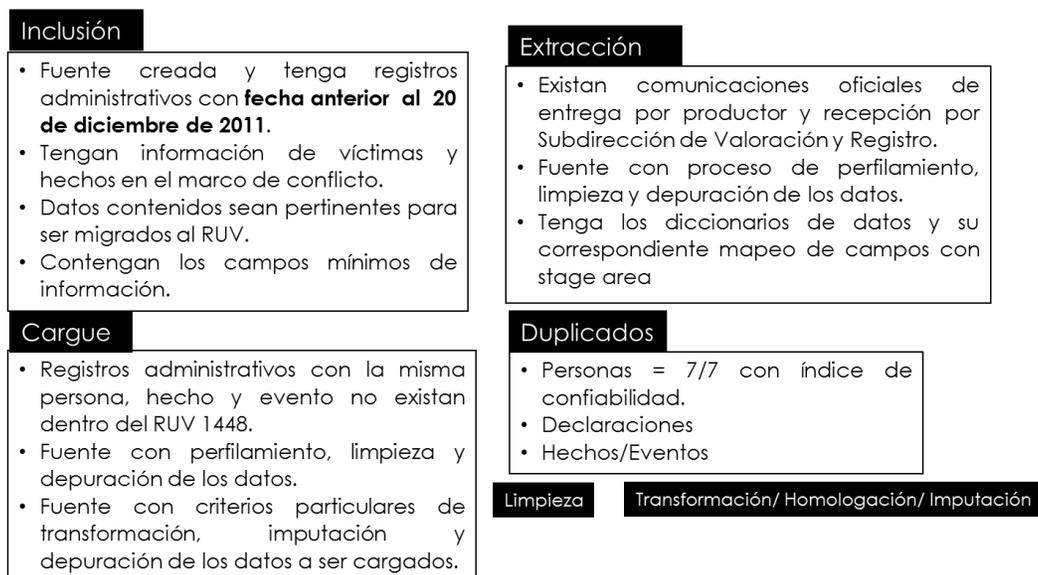 Inclusión
• Fuente creada y tenga registros
administrativos con fecha anterior al 20
de diciembre de 2011.
• Tengan información de víctimas y
hechos en el marco de conflicto.
• Datos contenidos sean pertinentes para
ser migrados al RUV.
• Contengan los campos mínimos de
información.
Extracción
• Existan comunicaciones oficiales de
entrega por productor y recepción por
Subdirección de Valoración y Registro.
• Fuente con proceso de perfilamiento,
limpieza y depuración de los datos.
• Tenga los diccionarios de datos y su
correspondiente mapeo de campos con
stage area
Cargue
• Registros administrativos con la misma
persona, hecho y evento no existan
dentro del RUV 1448.
• Fuente con perfilamiento, limpieza y
depuración de los datos.
• Fuente con criterios particulares de
transformación, imputación y
depuración de los datos a ser cargados.
Duplicados
• Personas = 7/7 con índice de
confiabilidad.
• Declaraciones
• Hechos/Eventos
Limpieza
Transformación/ Homologación/ Imputación